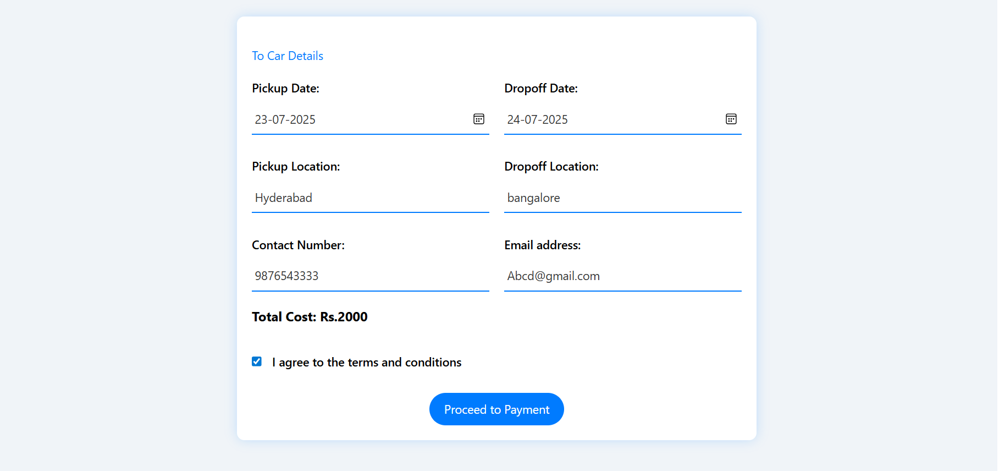 To Car Details
Pickup Date: Dropoff Date:
23-07-2025 24-07-2025
Pickup Location: Dropoff Location:
Hyderabad bangalore
Contact Number: Email address:
9876543333 Abcd@gmail.com
Total Cost: Rs.2000
I agree to the terms and conditions
Proceed to Payment